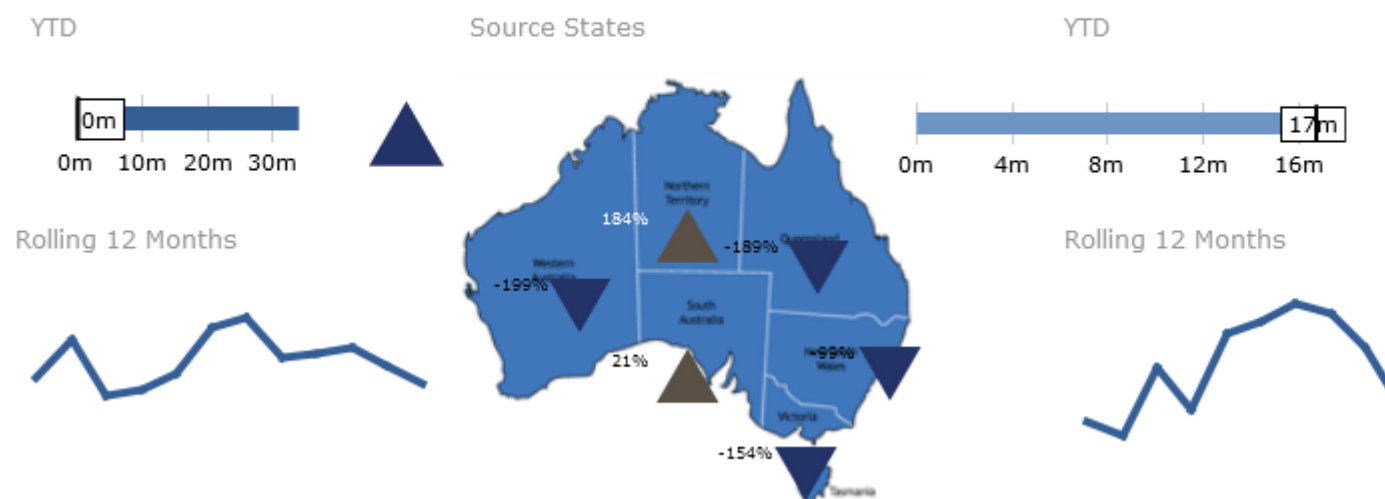 YTD
Source States
YTD
0m
17m
0m 10m 20m 30m
0m 4m 8m 12m 16m
Northern
Territory
184%
-189%
Queensland
Rolling 12 Months
Rolling 12 Months
Western
Australia
-199%
South
Australia
21%
-99%
Wales
Victoria
-154%
Tasmania